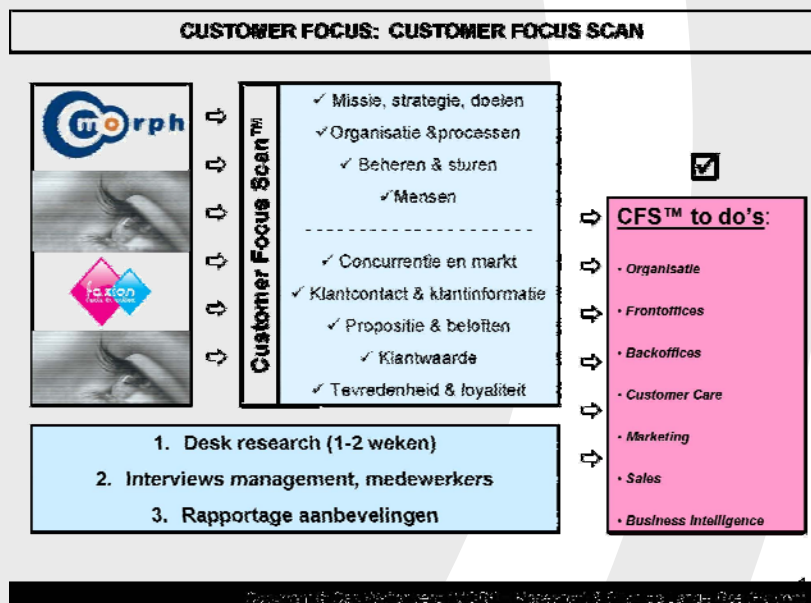 CUSTOMER FOCUS: CUSTOMER FOCUS SCAN
morph
faxion
Customer Focus Scan™
✓ Missie, strategie, doelen
✓Organisatie &processen
✓ Beheren & sturen
✓Mensen
✓ Concurrentie en markt
✓ Klantcontact & klantinformatie
✓ Propositie & beloften
✓ Klantwaarde
✓ Tevredenheid & loyaliteit
1. Desk research (1-2 weken)
2. Interviews management, medewerkers
3. Rapportage aanbevelingen
CFS™ to do's:
• Organisatie
• Frontoffices
• Backoffices
• Customer Care
• Marketing
• Sales
• Business Intelligence